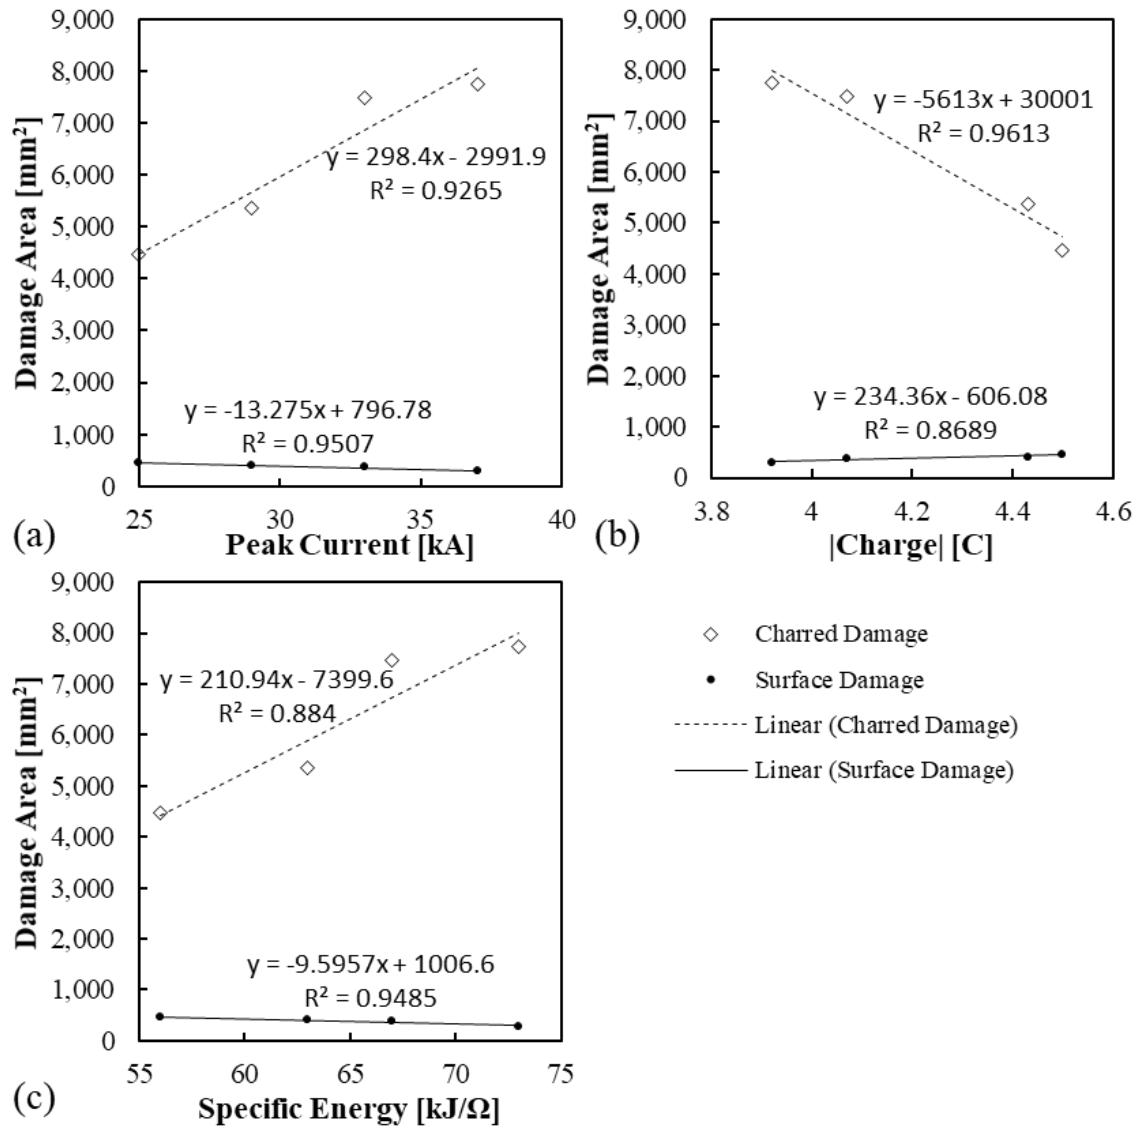 9,000
8,000
7,000
6,000
5,000
4,000
3,000
2,000
1,000
0
Damage Area [mm²]
y = 298.4x - 2991.9
R² = 0.9265
y = -13.275x + 796.78
R² = 0.9507
25 30 35 40
Peak Current [kA]
(a)
9,000
8,000
7,000
6,000
5,000
4,000
3,000
2,000
1,000
0
Damage Area [mm²]
y = -5613x + 30001
R² = 0.9613
y = 234.36x - 606.08
R² = 0.8689
3.8 4 4.2 4.4 4.6
|Charge| [C]
(b)
9,000
8,000
7,000
6,000
5,000
4,000
3,000
2,000
1,000
0
Damage Area [mm²]
y = 210.94x - 7399.6
R² = 0.884
y = -9.5957x + 1006.6
R² = 0.9485
55 60 65 70 75
Specific Energy [kJ/Ω]
(c)
Charred Damage
Surface Damage
Linear (Charred Damage)
Linear (Surface Damage)